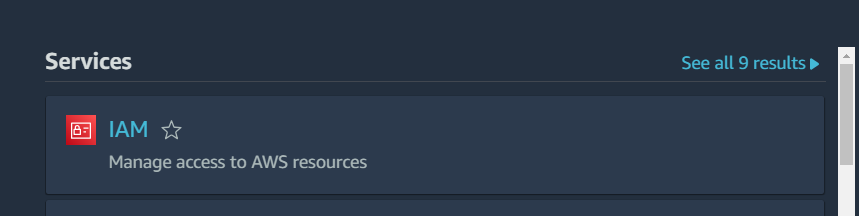 Services
See all 9 results
IAM
Manage access to AWS resources